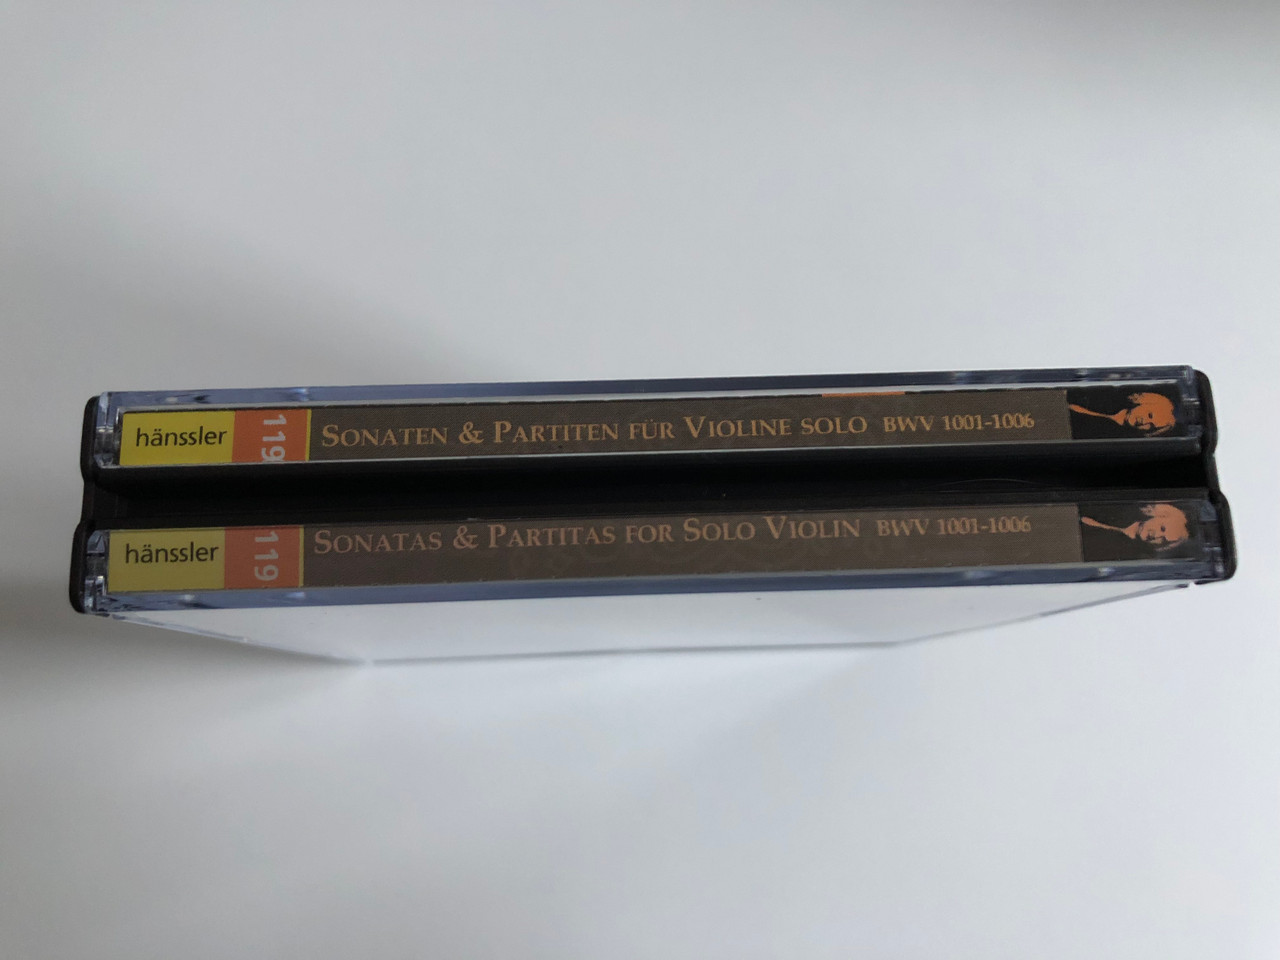 hänssler 119 SONATEN & PARTITEN FÜR VIOLINE SOLO BWV 1001-1006
hänssler 119 SONATAS & PARTITAS FOR SOLO VIOLIN BWV 1001-1006